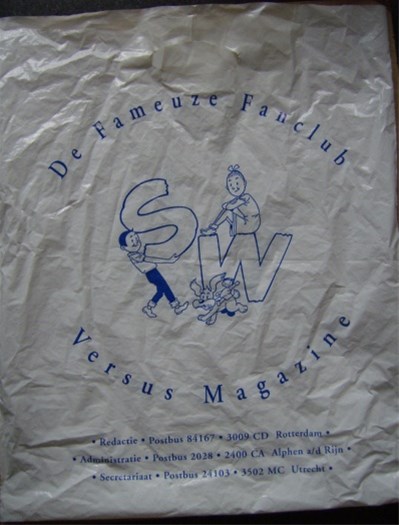 De Fameuze Fanclub
SW
Versus Magazine
• Redactie • Postbus 84167 • 3009 CD Rotterdam •
• Administratie • Postbus 2028 • 2400 CA Alphen a/d Rijn •
• Secretariaat • Postbus 24103 • 3502 MC Utrecht •